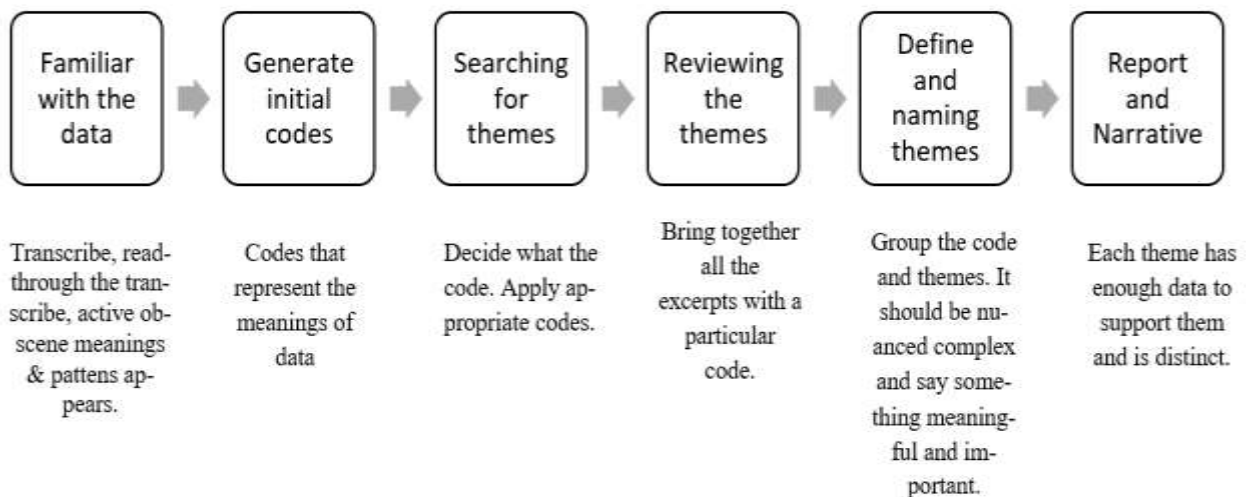 Familiar
with the
data
Generate
initial
codes
Searching
for
themes
Reviewing
the
themes
Define
and
naming
themes
Report
and
Narrative
Transcribe, read-
through the tran-
scribe, active ob-
scene meanings
& pattens ap-
pears.
Codes that
represent the
meanings of
data
Decide what the
code. Apply ap-
propriate codes.
Bring together
all the
excerpts with a
particular
code.
Group the code
and themes. It
should be nu-
anced complex
and say some-
thing meaning-
ful and im-
portant.
Each theme has
enough data to
support them
and is distinct.